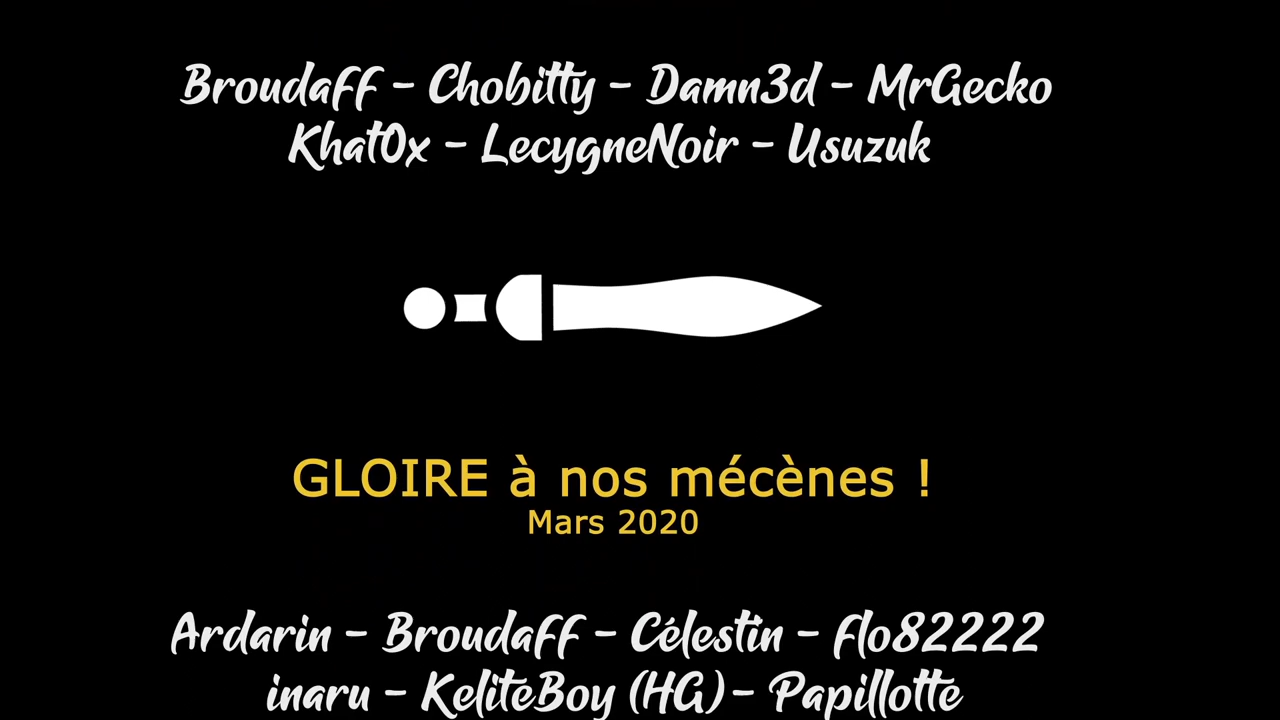 Broudaff - Chobitty - Damn3d - MrGecko
Khat0x - LecygneNoir - Usuzuk
GLOIRE à nos mécènes !
Mars 2020
Ardarin - Broudaff - Célestin - flo82222
inaru - KeliteBoy (HG) - Papillotte